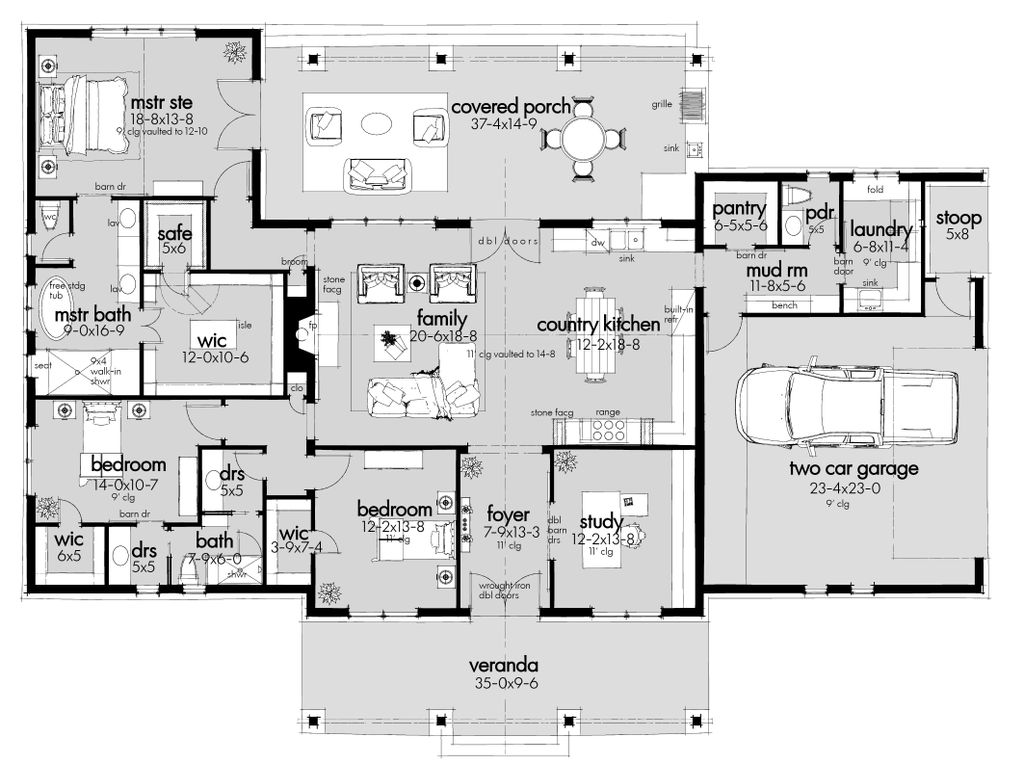 mstr ste
18-8x13-8
9' clg vaulted to 12-10
barn dr
covered porch
37-4x14-9
grille
sink
wc
lav
lav
safe
5x6
broom
free stdg
tub
mstr bath
9-0x16-9
seat
9x4
walk-in
shwr
wic
12-0x10-6
isle
clo
fp
stone
facg
dbl doors
family
20-6x18-8
11' clg vaulted to 14-8
dw
sink
country kitchen
12-2x18-8
built-in
refr
stone facg
range
pantry
6-5x5-6
barn dr
pdr
5x5
fold
laundry
6-8x11-4
9' clg
barn
door
sink
stoop
5x8
mud rm
11-8x5-6
bench
two car garage
23-4x23-0
9' clg
bedroom
14-0x10-7
9' clg
barn dr
drs
5x5
wic
6x5
drs
5x5
bath
7-9x6-0
shwr
wic
3-9x7-4
bedroom
12-2x13-8
11' clg
foyer
7-9x13-3
11' clg
dbl
barn
drs
study
12-2x13-8
11' clg
wrought iron
dbl doors
veranda
35-0x9-6